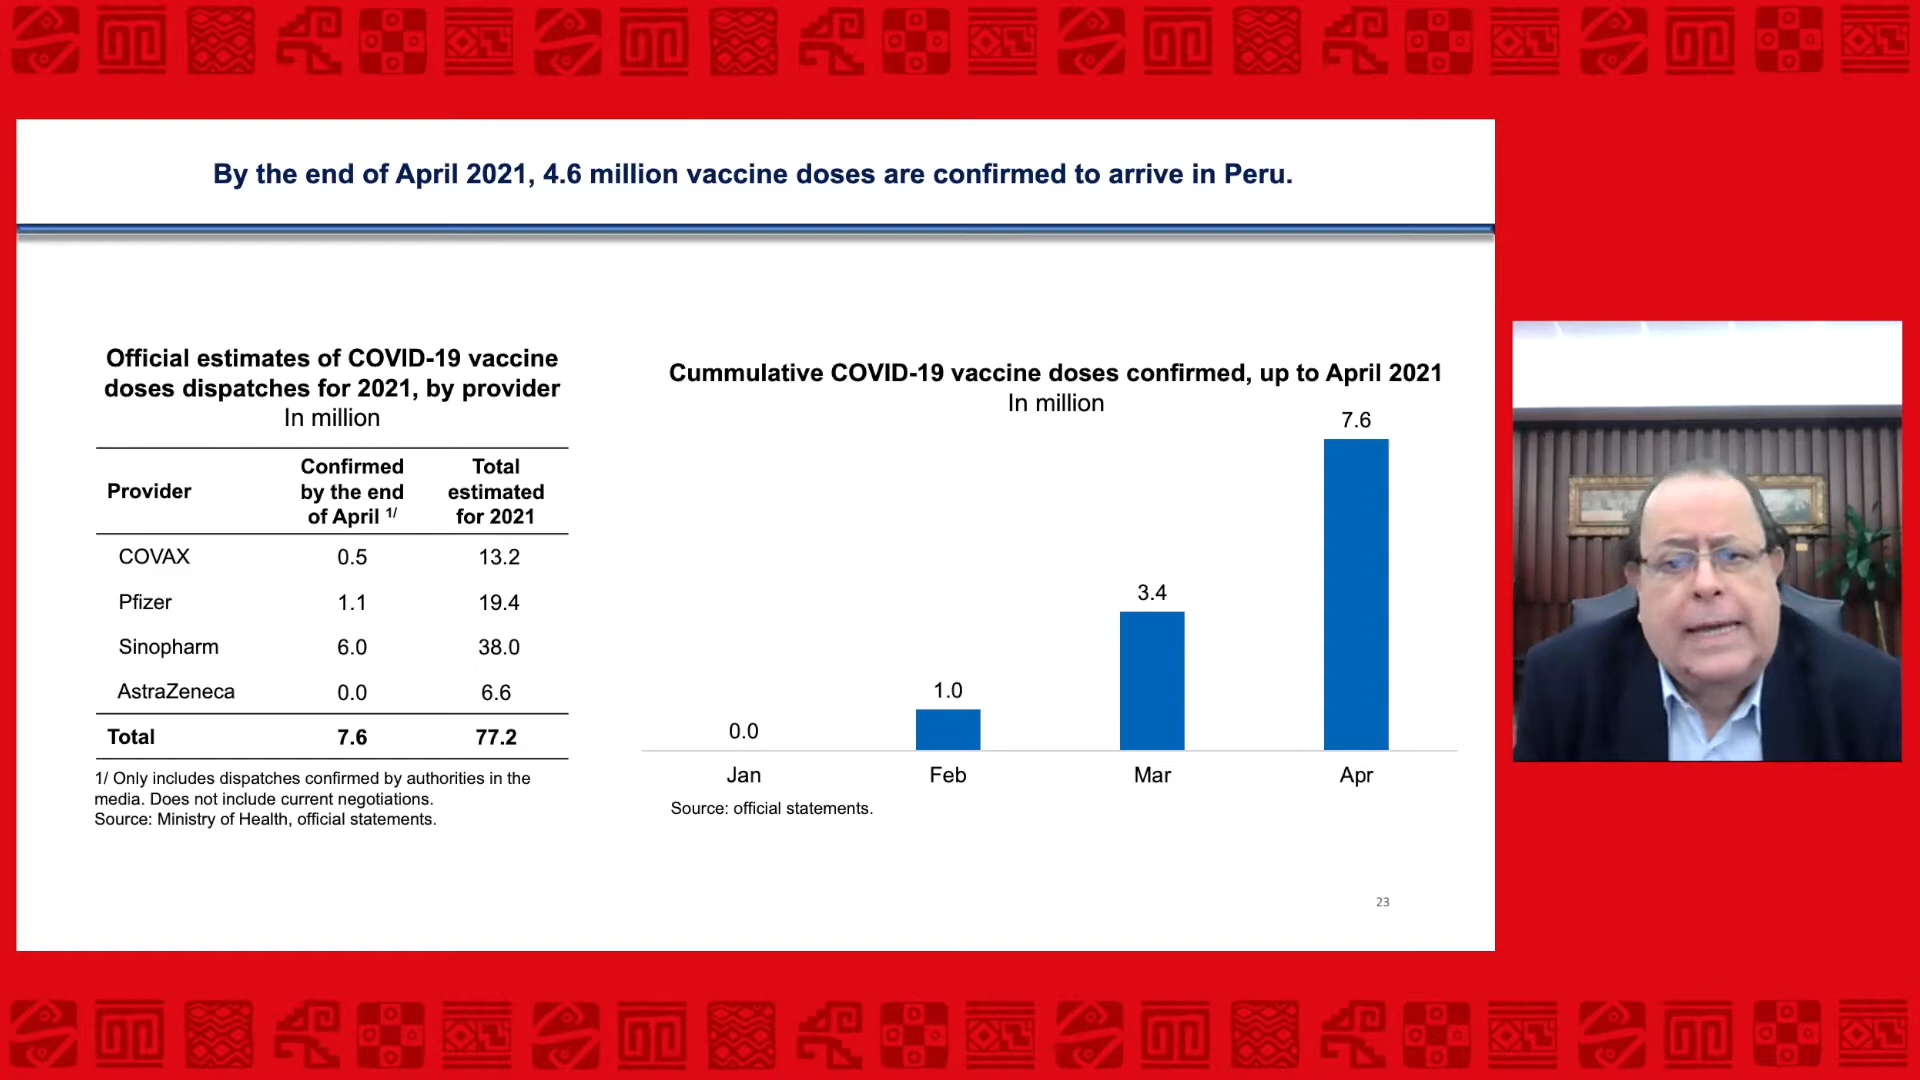 By the end of April 2021, 4.6 million vaccine doses are confirmed to arrive in Peru.
Official estimates of COVID-19 vaccine
doses dispatches for 2021, by provider
In million
Provider Confirmed by the end of April 1/ Total estimated for 2021
COVAX 0.5 13.2
Pfizer 1.1 19.4
Sinopharm 6.0 38.0
AstraZeneca 0.0 6.6
Total 7.6 77.2
1/ Only includes dispatches confirmed by authorities in the
media. Does not include current negotiations.
Source: Ministry of Health, official statements.
Cummulative COVID-19 vaccine doses confirmed, up to April 2021
In million
7.6
3.4
1.0
0.0
Jan Feb Mar Apr
Source: official statements.
23